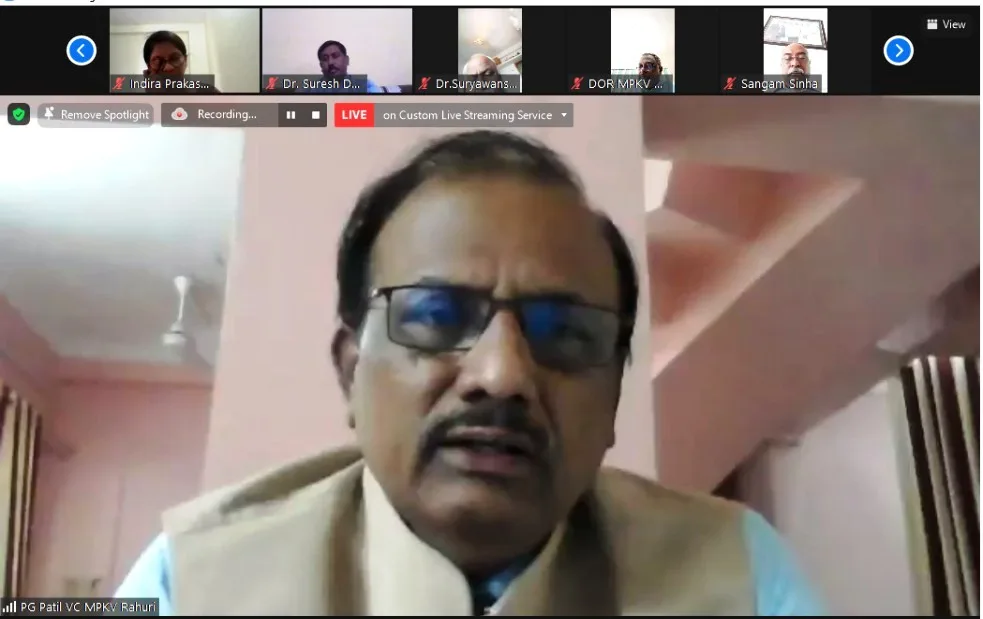 Indira Prakas...
Dr. Suresh D...
Dr.Suryawans...
DOR MPKV ...
Sangam Sinha
View
Remove Spotlight
Recording...
LIVE
on Custom Live Streaming Service
PG Patil VC MPKV Rahuri